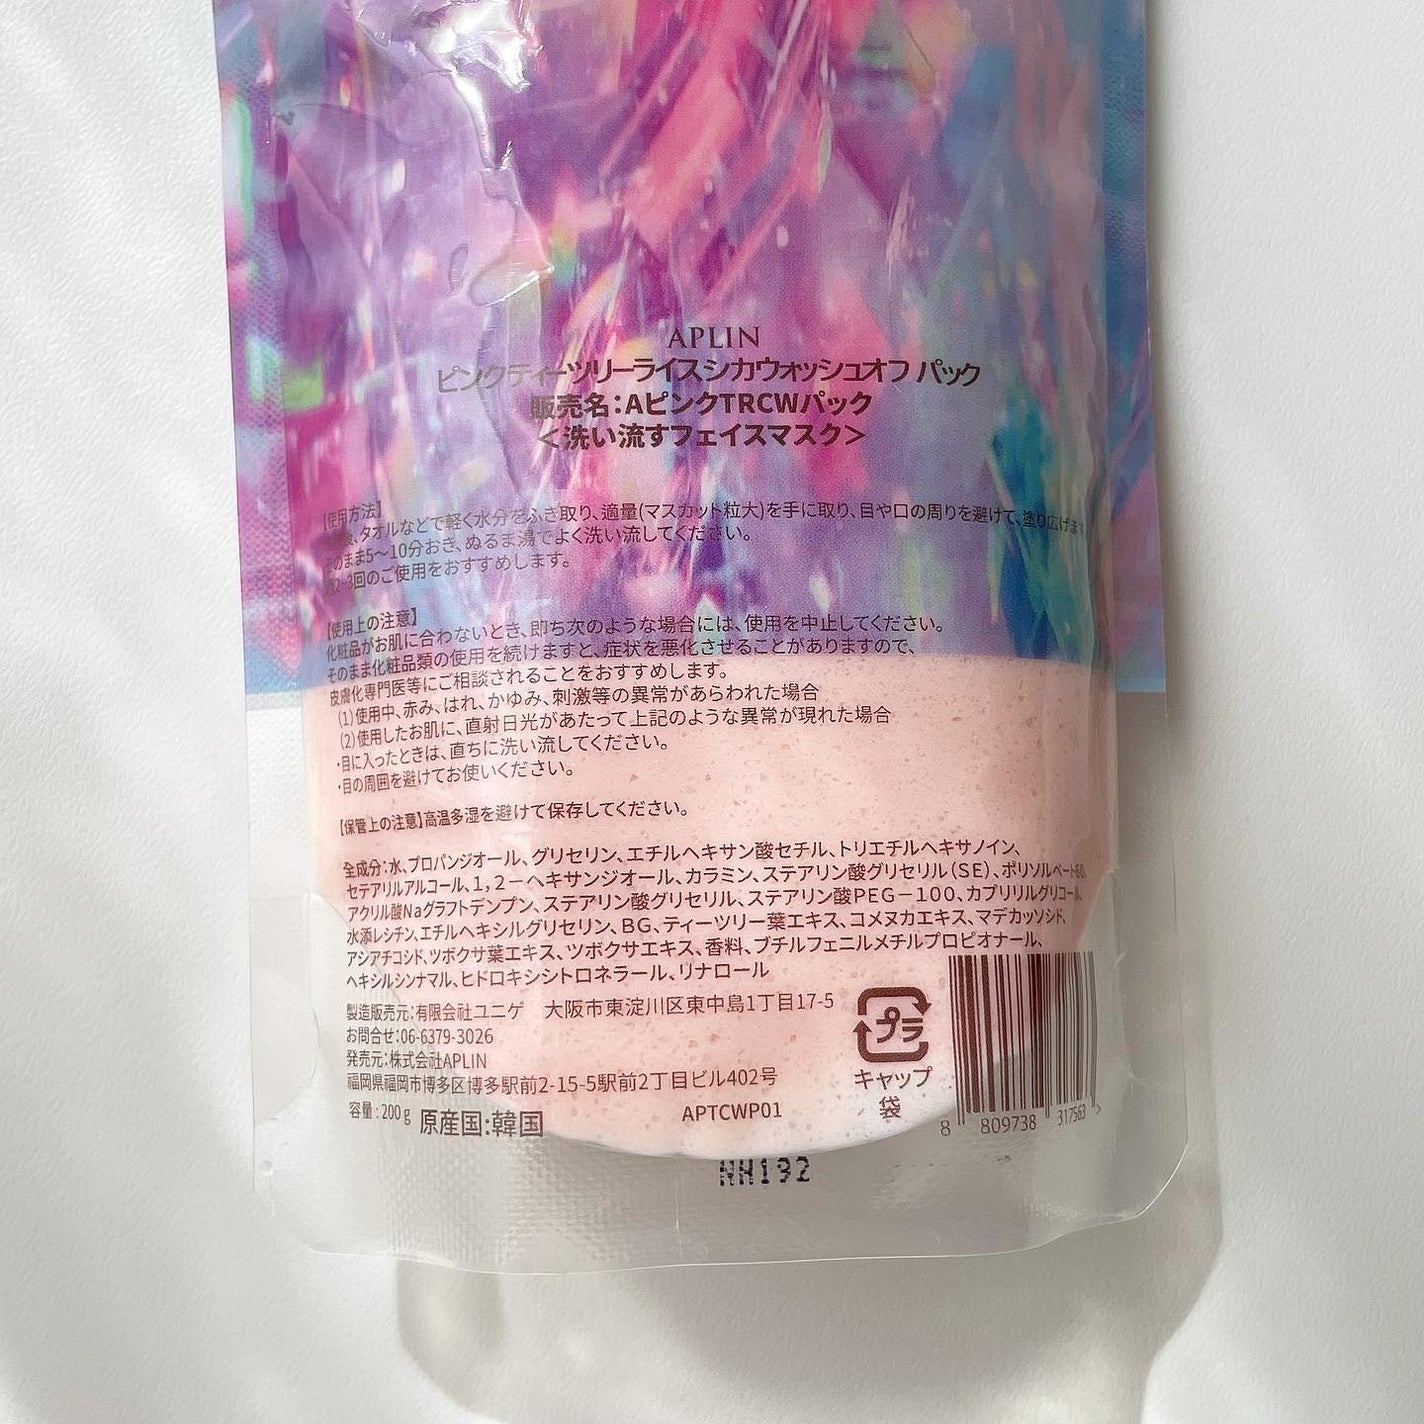 APLIN
ピンクティーツリーライスシカウォッシュオフ パック
販売名:AピンクTRCWパック
<洗い流すフェイスマスク>
【使用方法】
、タオルなどで軽く水分をふき取り、適量(マスカット粒大)を手に取り、目や口の周りを避けて、塗り広げます
そのまま5〜10分おき、ぬるま湯でよく洗い流してください。
週2-3回のご使用をおすすめします。
【使用上の注意】
化粧品がお肌に合わないとき、即ち次のような場合には、使用を中止してください。
そのまま化粧品類の使用を続けますと、症状を悪化させることがありますので、
皮膚化専門医等にご相談されることをおすすめします。
(1)使用中、赤み、はれ、かゆみ、刺激等の異常があらわれた場合
(2)使用したお肌に、直射日光があたって上記のような異常が現れた場合
・目に入ったときは、直ちに洗い流してください。
・目の周囲を避けてお使いください。
【保管上の注意】高温多湿を避けて保存してください。
全成分:水、プロパンジオール、グリセリン、エチルヘキサン酸セチル、トリエチルヘキサノイン、
セテアリルアルコール、1,2－ヘキサンジオール、カラミン、ステアリン酸グリセリル(SE)、ポリソルベート60、
アクリル酸Naグラフトデンプン、ステアリン酸グリセリル、ステアリン酸PEG－100、カプリリルグリコール、
水添レシチン、エチルヘキシルグリセリン、BG、ティーツリー葉エキス、コメヌカエキス、マデカッソシド、
アシアチコシド、ツボクサ葉エキス、ツボクサエキス、香料、ブチルフェニルメチルプロピオナール、
ヘキシルシンナマル、ヒドロキシシトロネラール、リナロール
製造販売元:有限会社ユニゲ　大阪市東淀川区東中島1丁目17-5
お問合せ:06-6379-3026
発売元:株式会社APLIN
福岡県福岡市博多区博多駅前2-15-5駅前2丁目ビル402号
容量:200g 原産国:韓国
APTCWP01
プラ
キャップ
袋
8 809738 317563 >
HH192